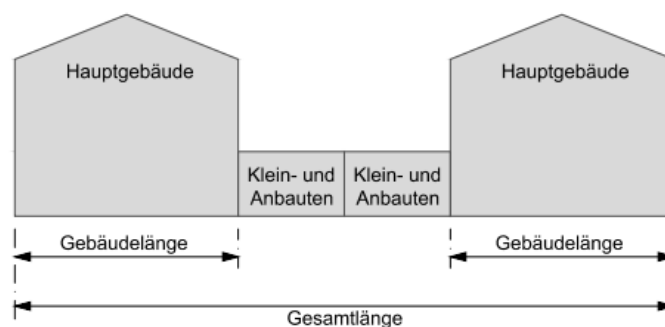 Hauptgebäude
Hauptgebäude
Klein- und
Anbauten
Klein- und
Anbauten
Gebäudelänge
Gebäudelänge
Gesamtlänge